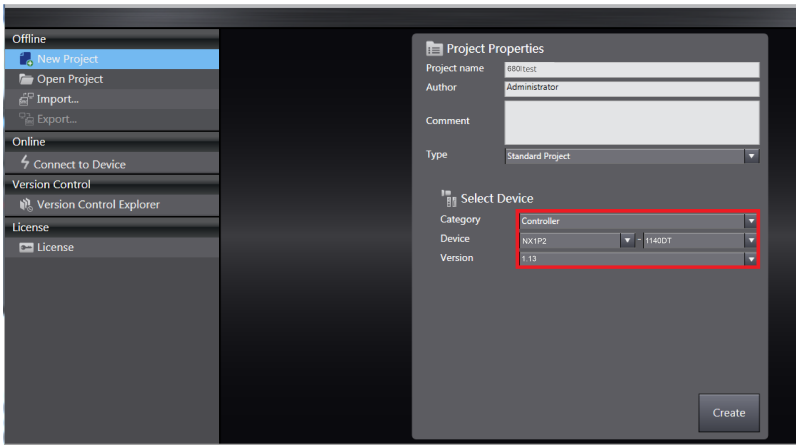 Offline
New Project
Open Project
Import...
Export...
Online
Connect to Device
Version Control
Version Control Explorer
License
License
Project Properties
Project name 680ltest
Author Administrator
Comment
Type Standard Project
Select Device
Category Controller
Device NX1P2 - 1140DT
Version 1.13
Create